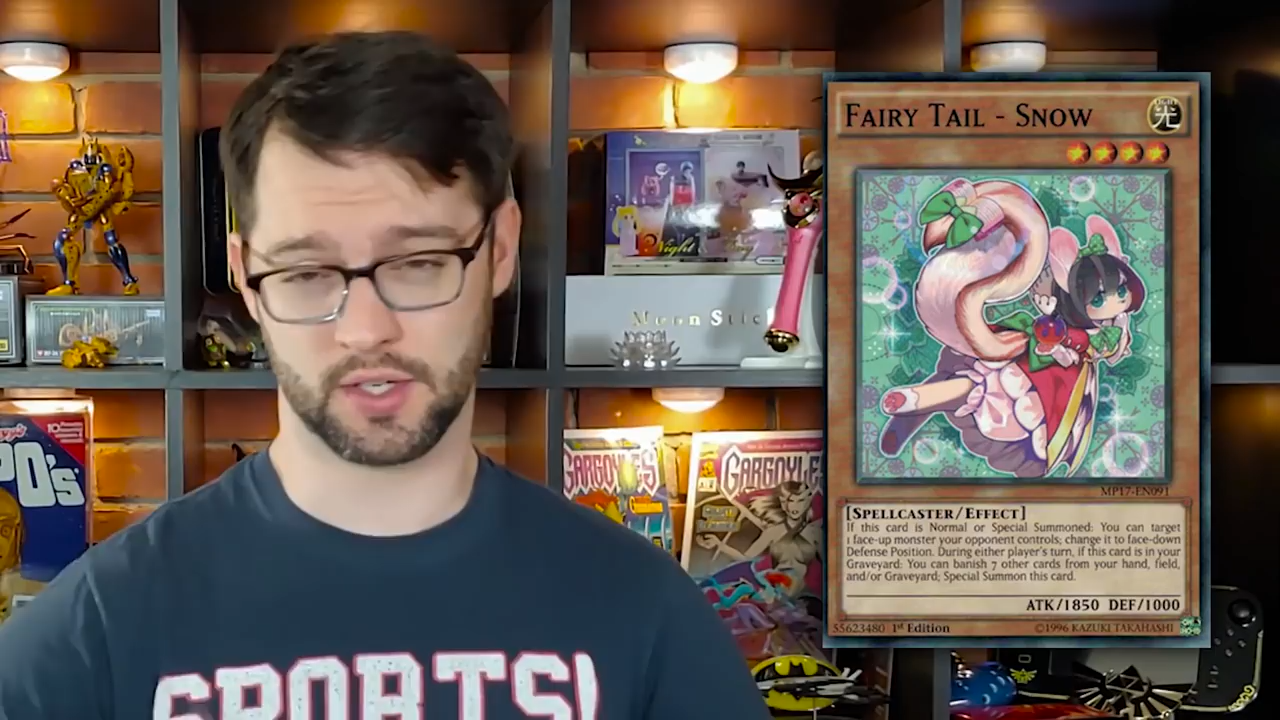 FAIRY TAIL - SNOW
LIGHT
光
Night
Moon Stick
10
PO's
GARGOYLES
GARGOYLES
MP17-EN091
[SPELLCASTER/EFFECT]
If this card is Normal or Special Summoned: You can target
1 face-up monster your opponent controls; change it to face-down
Defense Position. During either player's turn, if this card is in your
Graveyard: You can banish 7 other cards from your hand, field,
and/or Graveyard; Special Summon this card.
ATK/1850 DEF/1000
55623480 1st Edition ©1996 KAZUKI TAKAHASHI
SPORTS!